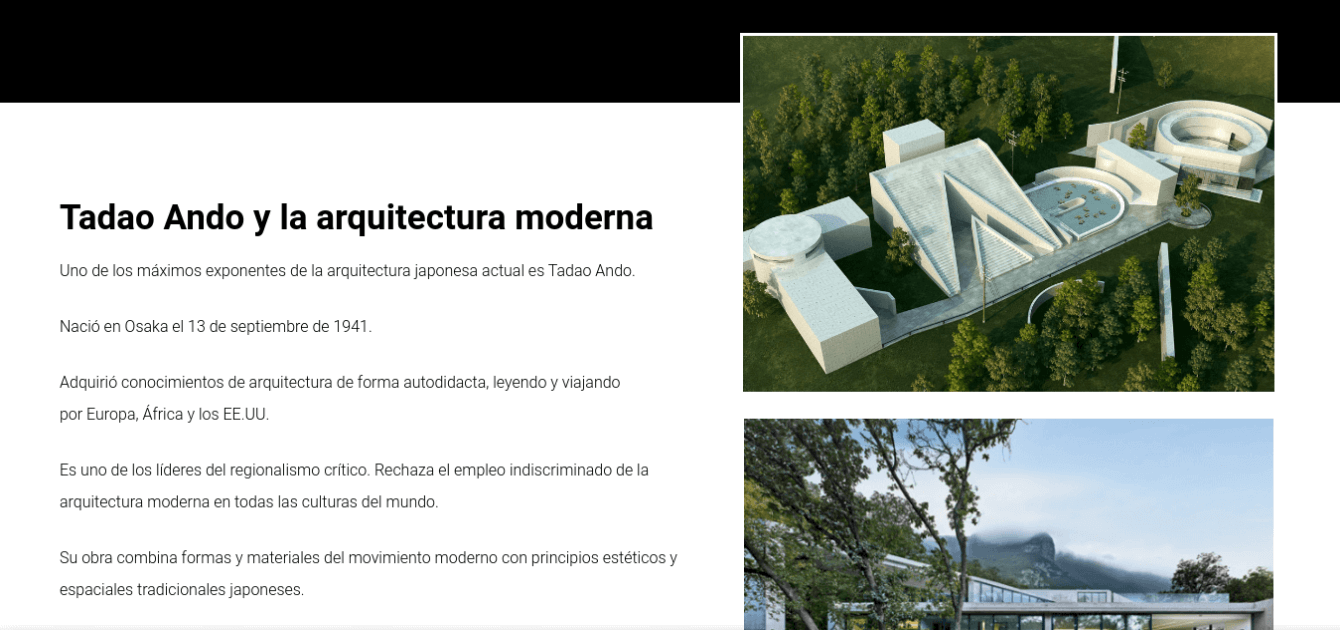 Tadao Ando y la arquitectura moderna
Uno de los máximos exponentes de la arquitectura japonesa actual es Tadao Ando.
Nació en Osaka el 13 de septiembre de 1941.
Adquirió conocimientos de arquitectura de forma autodidacta, leyendo y viajando
por Europa, África y los EE.UU.
Es uno de los líderes del regionalismo crítico. Rechaza el empleo indiscriminado de la
arquitectura moderna en todas las culturas del mundo.
Su obra combina formas y materiales del movimiento moderno con principios estéticos y
espaciales tradicionales japoneses.